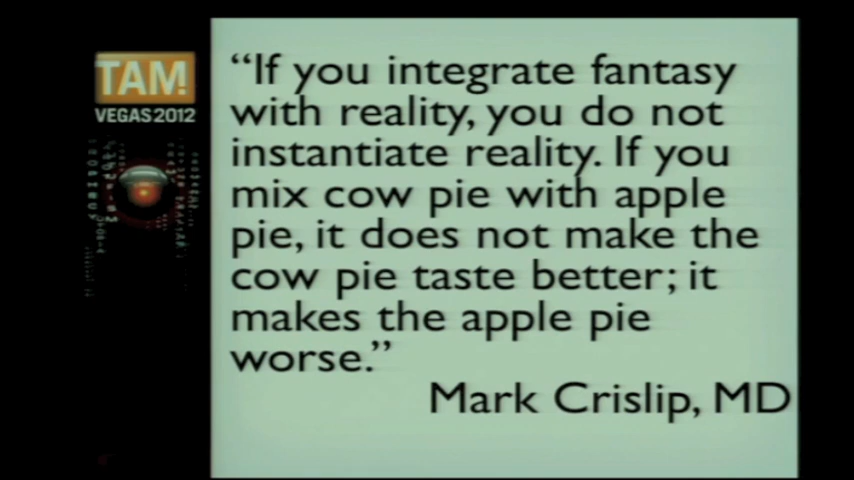 TAM!
VEGAS 2012
“If you integrate fantasy
with reality, you do not
instantiate reality. If you
mix cow pie with apple
pie, it does not make the
cow pie taste better; it
makes the apple pie
worse.”
Mark Crislip, MD